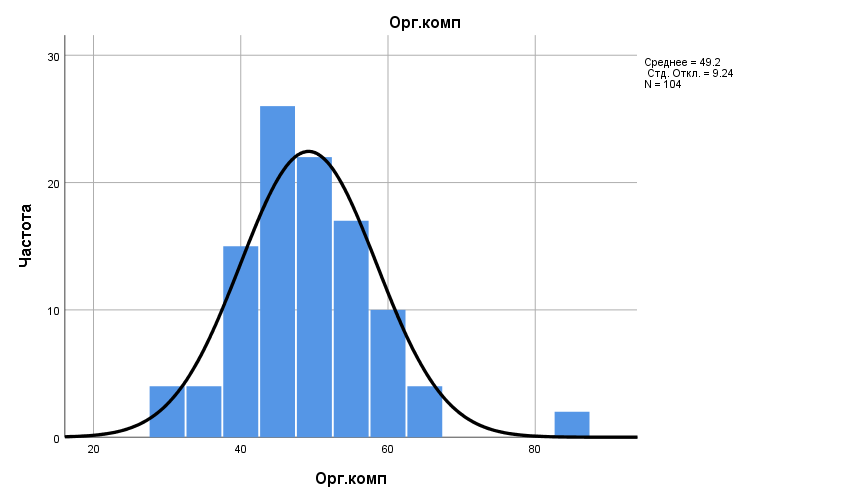 Орг.комп
30
20
10
0
Частота
20
40
60
80
Орг.комп
Среднее = 49.2
Стд. Откл. = 9.24
N = 104